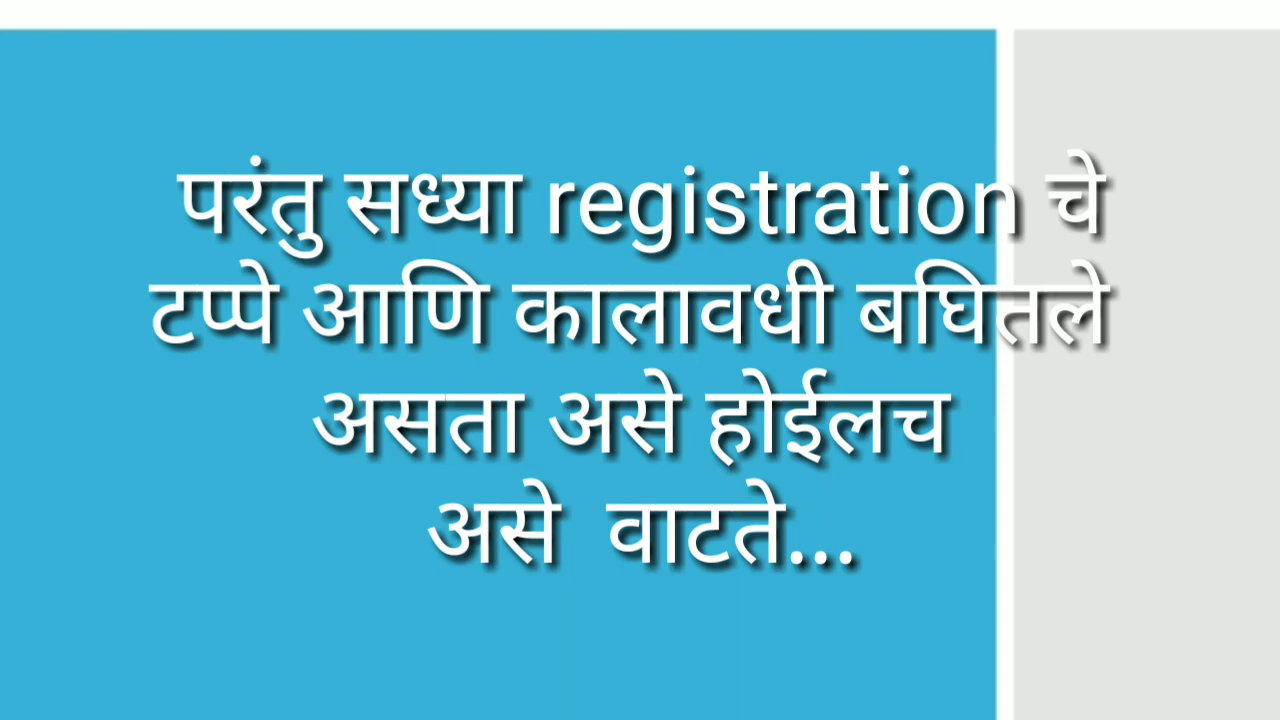 परंतु सध्या registration चे
टप्पे आणि कालावधी बघितले
असता असे होईलच
असे वाटते...